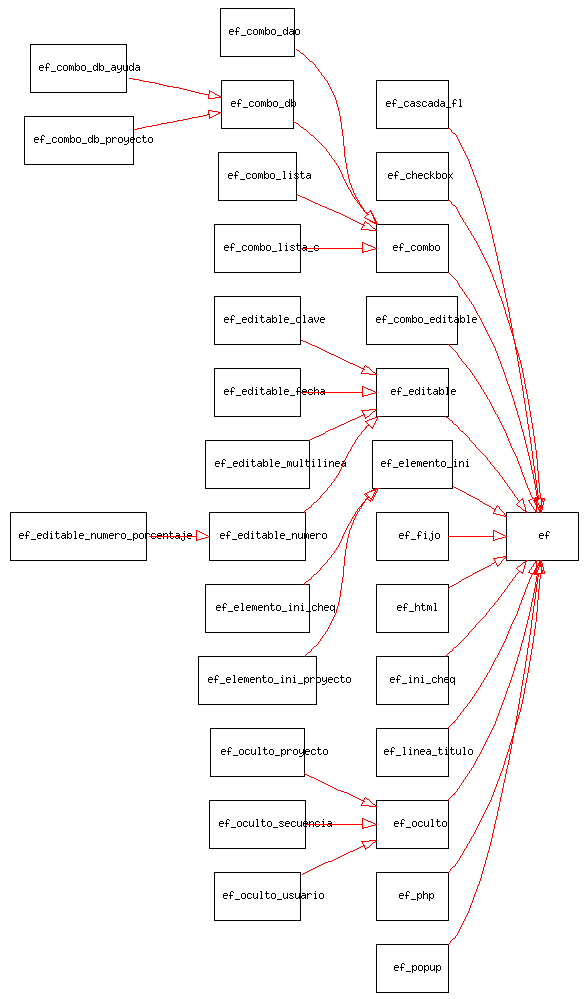 ef_combo_dao
ef_combo_db_ayuda
ef_combo_db
ef_cascada_fl
ef_combo_db_proyecto
ef_combo_lista
ef_checkbox
ef_combo_lista_c
ef_combo
ef_editable_clave
ef_combo_editable
ef_editable_fecha
ef_editable
ef_editable_multilinea
ef_elemento_ini
ef_editable_numero_porcentaje
ef_editable_numero
ef_fijo
ef
ef_elemento_ini_cheq
ef_html
ef_elemento_ini_proyecto
ef_ini_cheq
ef_oculto_proyecto
ef_linea_titulo
ef_oculto_secuencia
ef_oculto
ef_oculto_usuario
ef_php
ef_popup